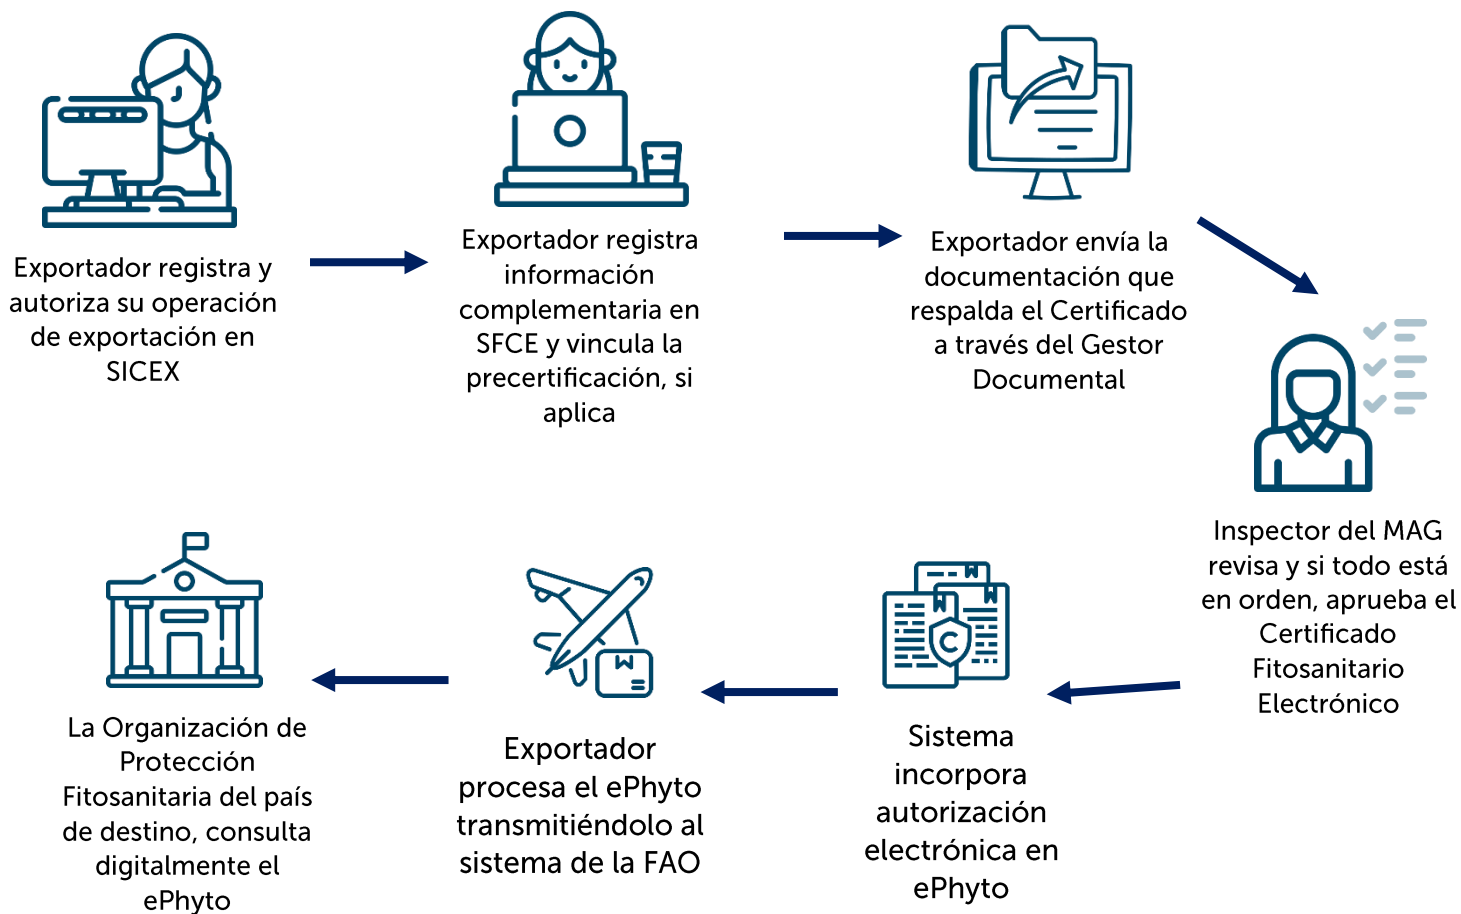 Exportador registra y
autoriza su operación
de exportación en
SICEX
Exportador registra
información
complementaria en
SFCE y vincula la
precertificación, si
aplica
Exportador envía la
documentación que
respalda el Certificado
a través del Gestor
Documental
Inspector del MAG
revisa y si todo está
en orden, aprueba el
Certificado
Fitosanitario
Electrónico
Sistema
incorpora
autorización
electrónica en
ePhyto
Exportador
procesa el ePhyto
transmitiéndolo al
sistema de la FAO
La Organización de
Protección
Fitosanitaria del país
de destino, consulta
digitalmente el
ePhyto